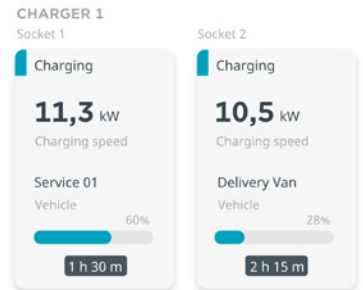 CHARGER 1
Socket 1
Charging
11,3 kW
Charging speed
Service 01
Vehicle
60%
1 h 30 m
Socket 2
Charging
10,5 kW
Charging speed
Delivery Van
Vehicle
28%
2 h 15 m